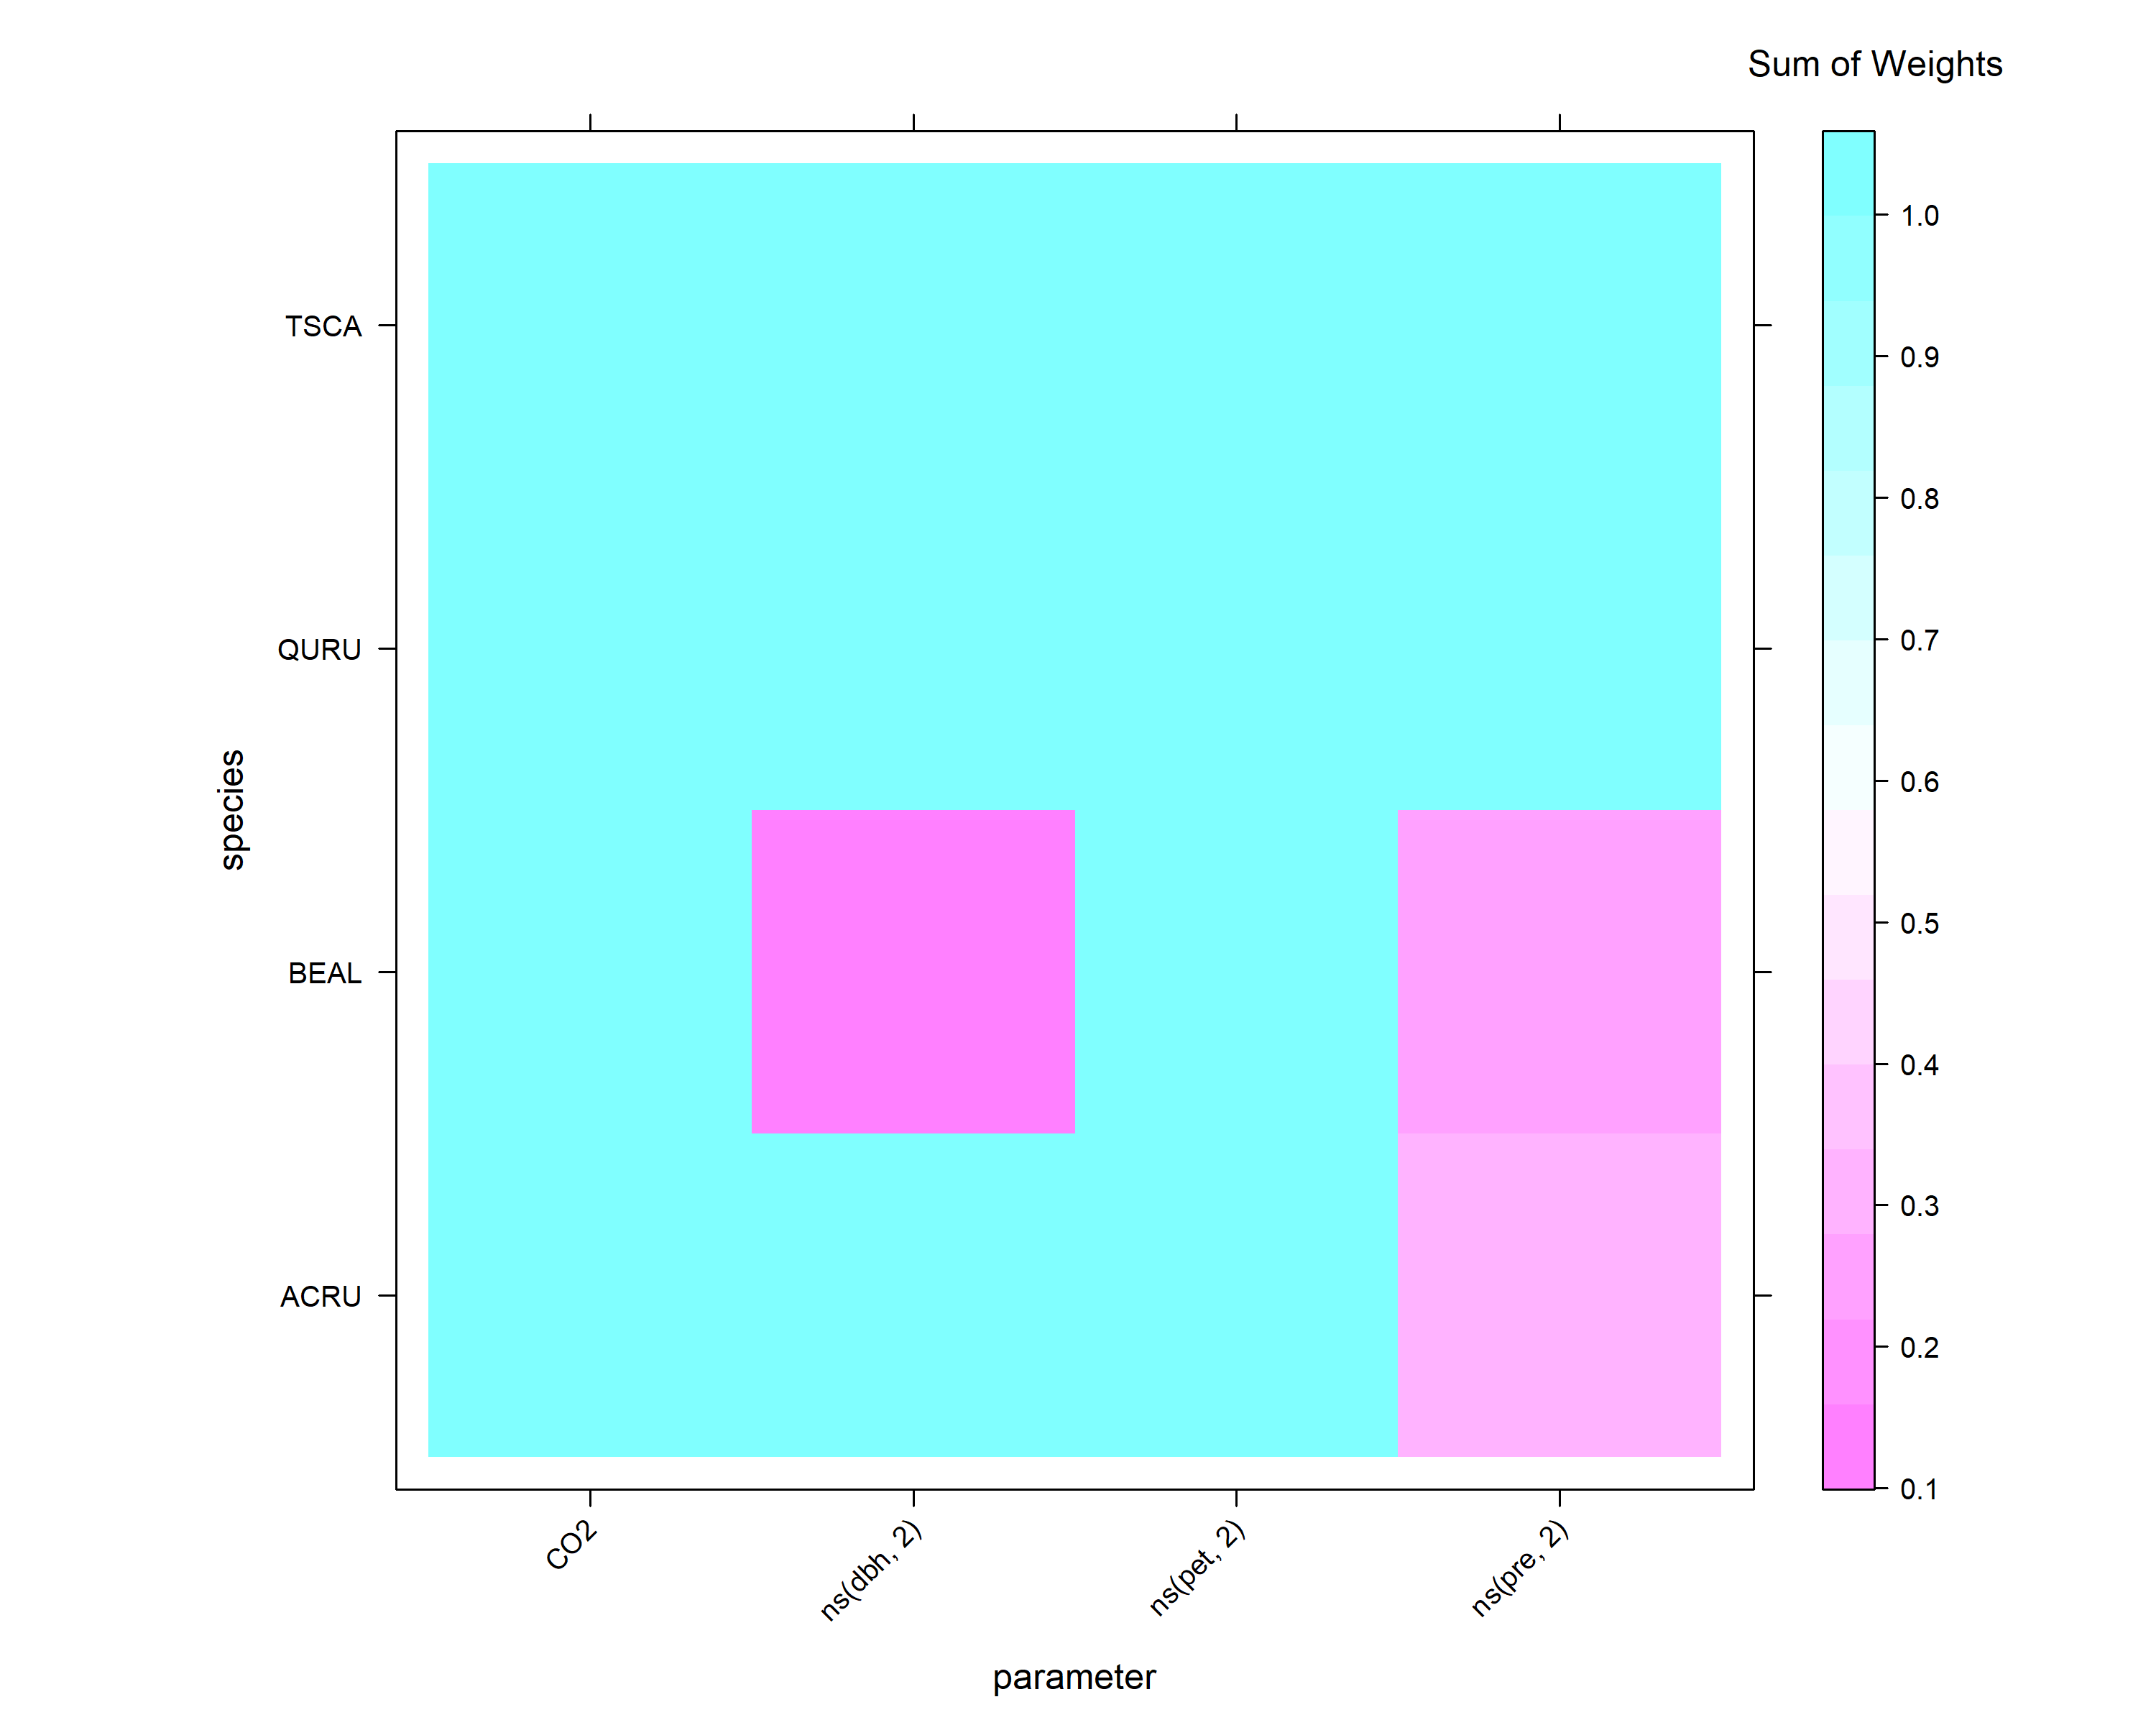 Sum of Weights
1.0
0.9
0.8
0.7
0.6
0.5
0.4
0.3
0.2
0.1
species
TSCA
QURU
BEAL
ACRU
CO2
ns(dbh, 2)
ns(pet, 2)
ns(pre, 2)
parameter